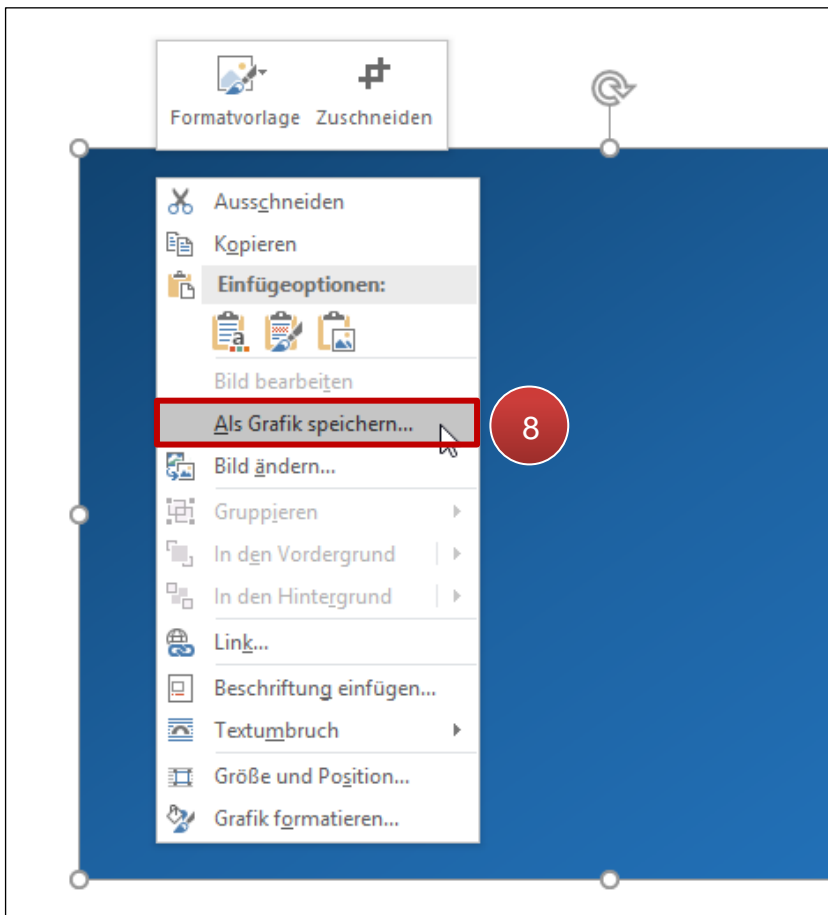 Formatvorlage Zuschneiden
Ausschneiden
Kopieren
Einfügeoptionen:
a
Bild bearbeiten
Als Grafik speichern...
8
Bild ändern...
Gruppieren
In den Vordergrund
In den Hintergrund
Link...
Beschriftung einfügen...
Textumbruch
Größe und Position...
Grafik formatieren...